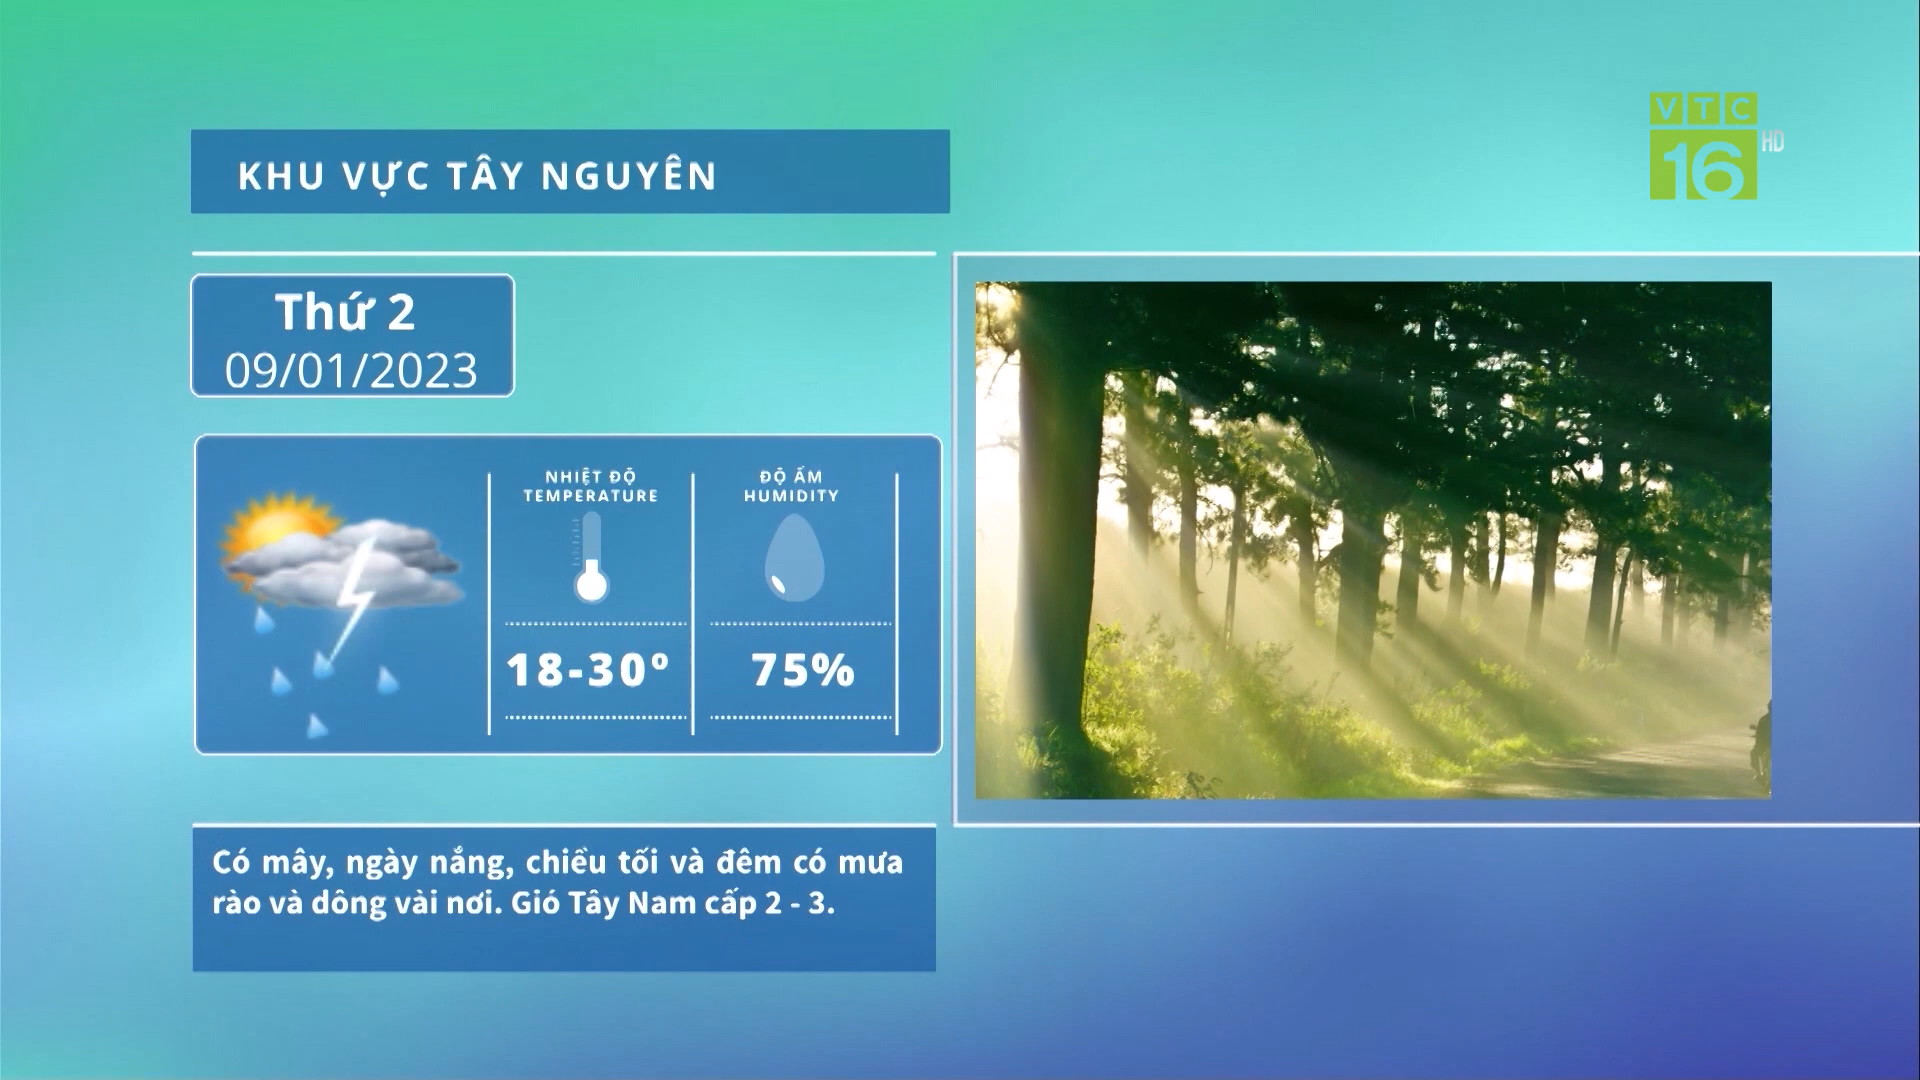 VTC
16 HD
KHU VỰC TÂY NGUYÊN
Thứ 2
09/01/2023
NHIỆT ĐỘ
TEMPERATURE
18-30º
ĐỘ ẨM
HUMIDITY
75%
Có mây, ngày nắng, chiều tối và đêm có mưa
rào và dông vài nơi. Gió Tây Nam cấp 2 - 3.